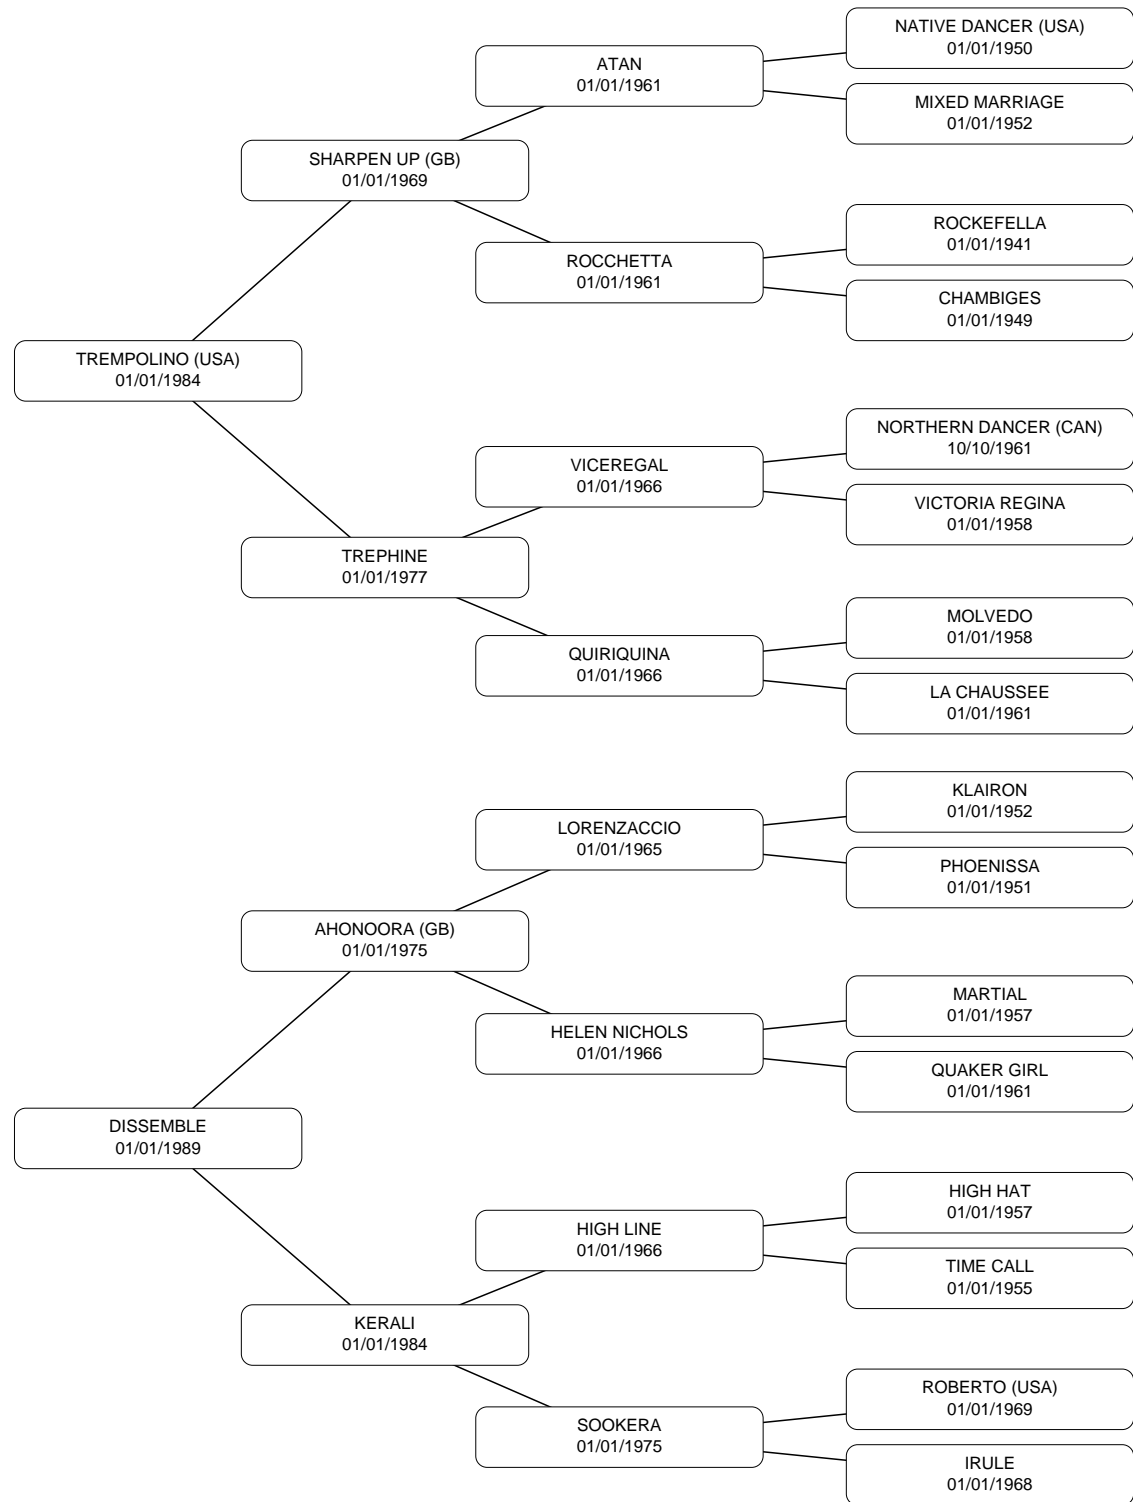 NATIVE DANCER (USA)
01/01/1950
ATAN
01/01/1961
MIXED MARRIAGE
01/01/1952
SHARPEN UP (GB)
01/01/1969
ROCKEFELLA
01/01/1941
ROCCHETTA
01/01/1961
CHAMBIGES
01/01/1949
TREMPOLINO (USA)
01/01/1984
NORTHERN DANCER (CAN)
10/10/1961
VICEREGAL
01/01/1966
VICTORIA REGINA
01/01/1958
TREPHINE
01/01/1977
MOLVEDO
01/01/1958
QUIRIQUINA
01/01/1966
LA CHAUSSEE
01/01/1961
KLAIRON
01/01/1952
LORENZACCIO
01/01/1965
PHOENISSA
01/01/1951
AHONOORA (GB)
01/01/1975
MARTIAL
01/01/1957
HELEN NICHOLS
01/01/1966
QUAKER GIRL
01/01/1961
DISSEMBLE
01/01/1989
HIGH HAT
01/01/1957
HIGH LINE
01/01/1966
TIME CALL
01/01/1955
KERALI
01/01/1984
ROBERTO (USA)
01/01/1969
SOOKERA
01/01/1975
IRULE
01/01/1968